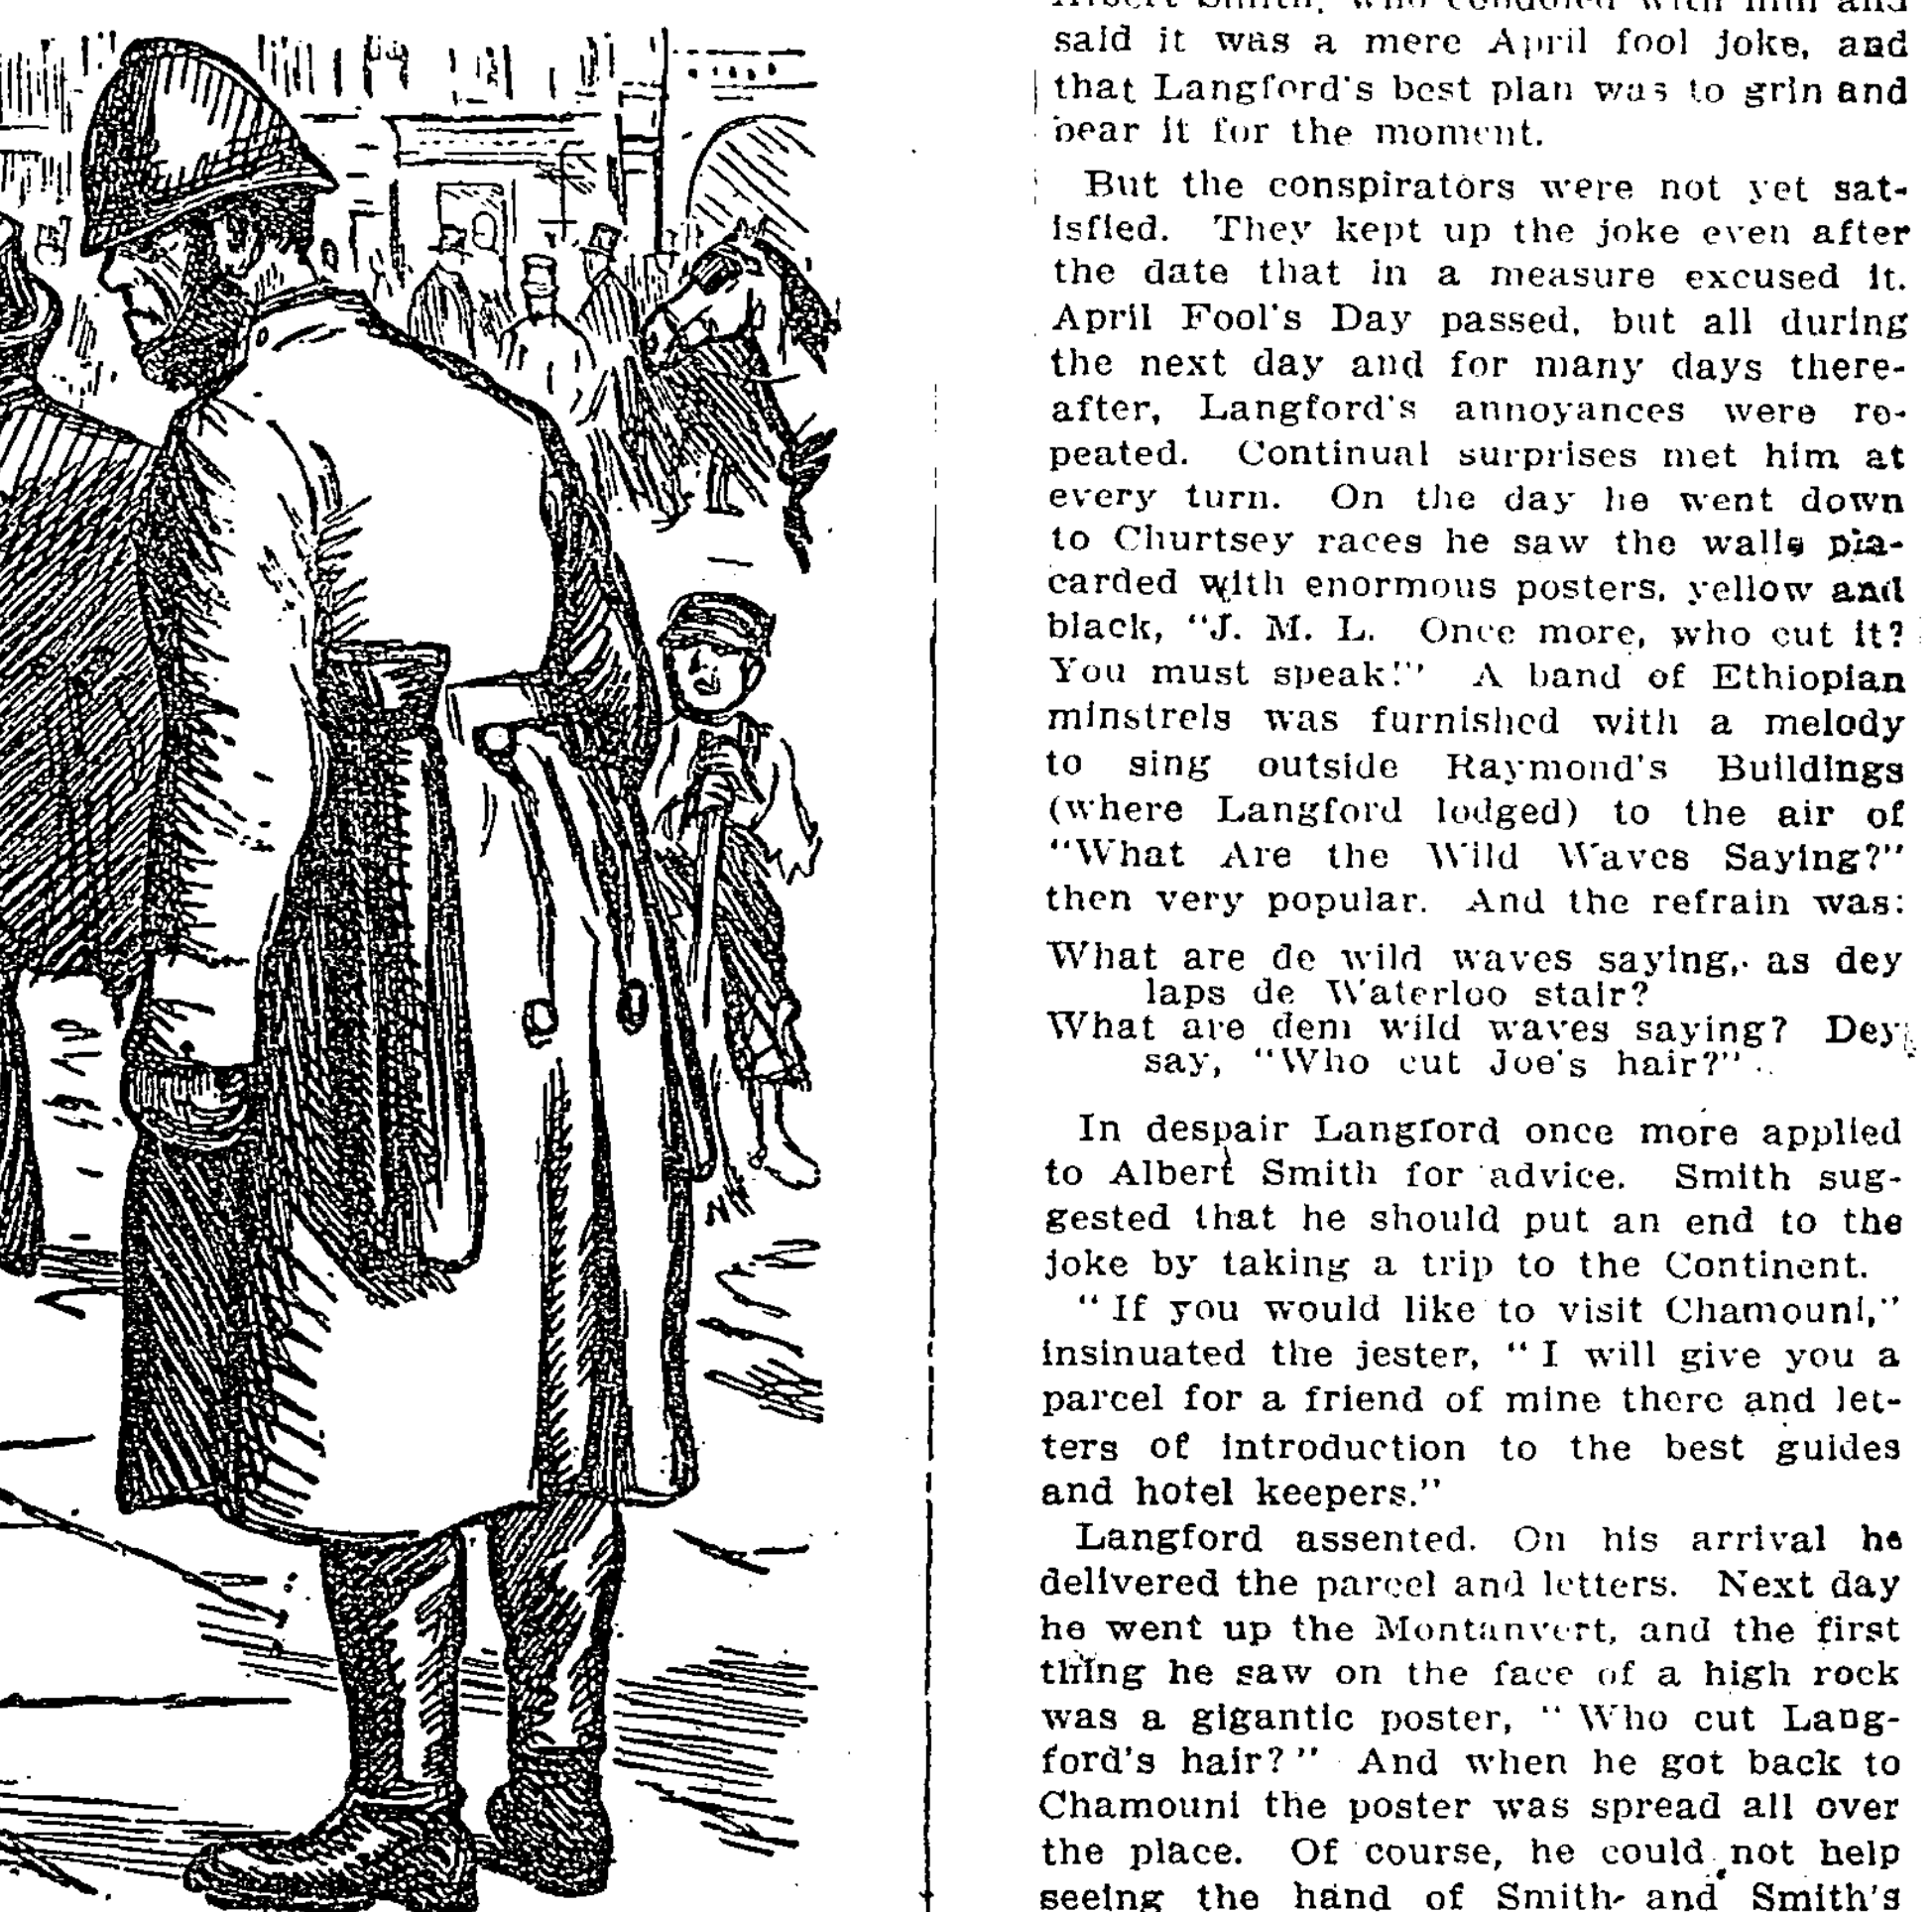 Albert Smith, who condoled with him and
said it was a mere April fool joke, and
that Langford's best plan was to grin and
bear it for the moment.
But the conspirators were not yet sat-
isfied. They kept up the joke even after
the date that in a measure excused it.
April Fool's Day passed, but all during
the next day and for many days there-
after, Langford's annoyances were re-
peated. Continual surprises met him at
every turn. On the day he went down
to Churtsey races he saw the walls pla-
carded with enormous posters, yellow and
black, "J. M. L. Once more, who cut it?
You must speak!" A band of Ethiopian
minstrels was furnished with a melody
to sing outside Raymond's Buildings
(where Langford lodged) to the air of
"What Are the Wild Waves Saying?"
then very popular. And the refrain was:
What are de wild waves saying, as dey
laps de Waterloo stair?
What are dem wild waves saying? Dey
say, "Who cut Joe's hair?"
In despair Langford once more applied
to Albert Smith for advice. Smith sug-
gested that he should put an end to the
joke by taking a trip to the Continent.
"If you would like to visit Chamouni,"
insinuated the jester, "I will give you a
parcel for a friend of mine there and let-
ters of introduction to the best guides
and hotel keepers."
Langford assented. On his arrival he
delivered the parcel and letters. Next day
he went up the Montanvert, and the first
thing he saw on the face of a high rock
was a gigantic poster, "Who cut Lang-
ford's hair?" And when he got back to
Chamouni the poster was spread all over
the place. Of course, he could not help
seeing the hand of Smith and Smith's